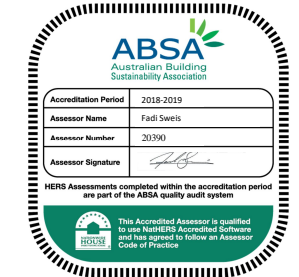 ABSA
Australian Building
Sustainability Association
Accreditation Period 2018-2019
Assessor Name Fadi Sweis
Assessor Number 20390
Assessor Signature
HERS Assessments completed within the accreditation period
are part of the ABSA quality audit system
This Accredited Assessor is qualified
to use NatHERS Accredited Software
and has agreed to follow an Assessor
Code of Practice
HOUSE